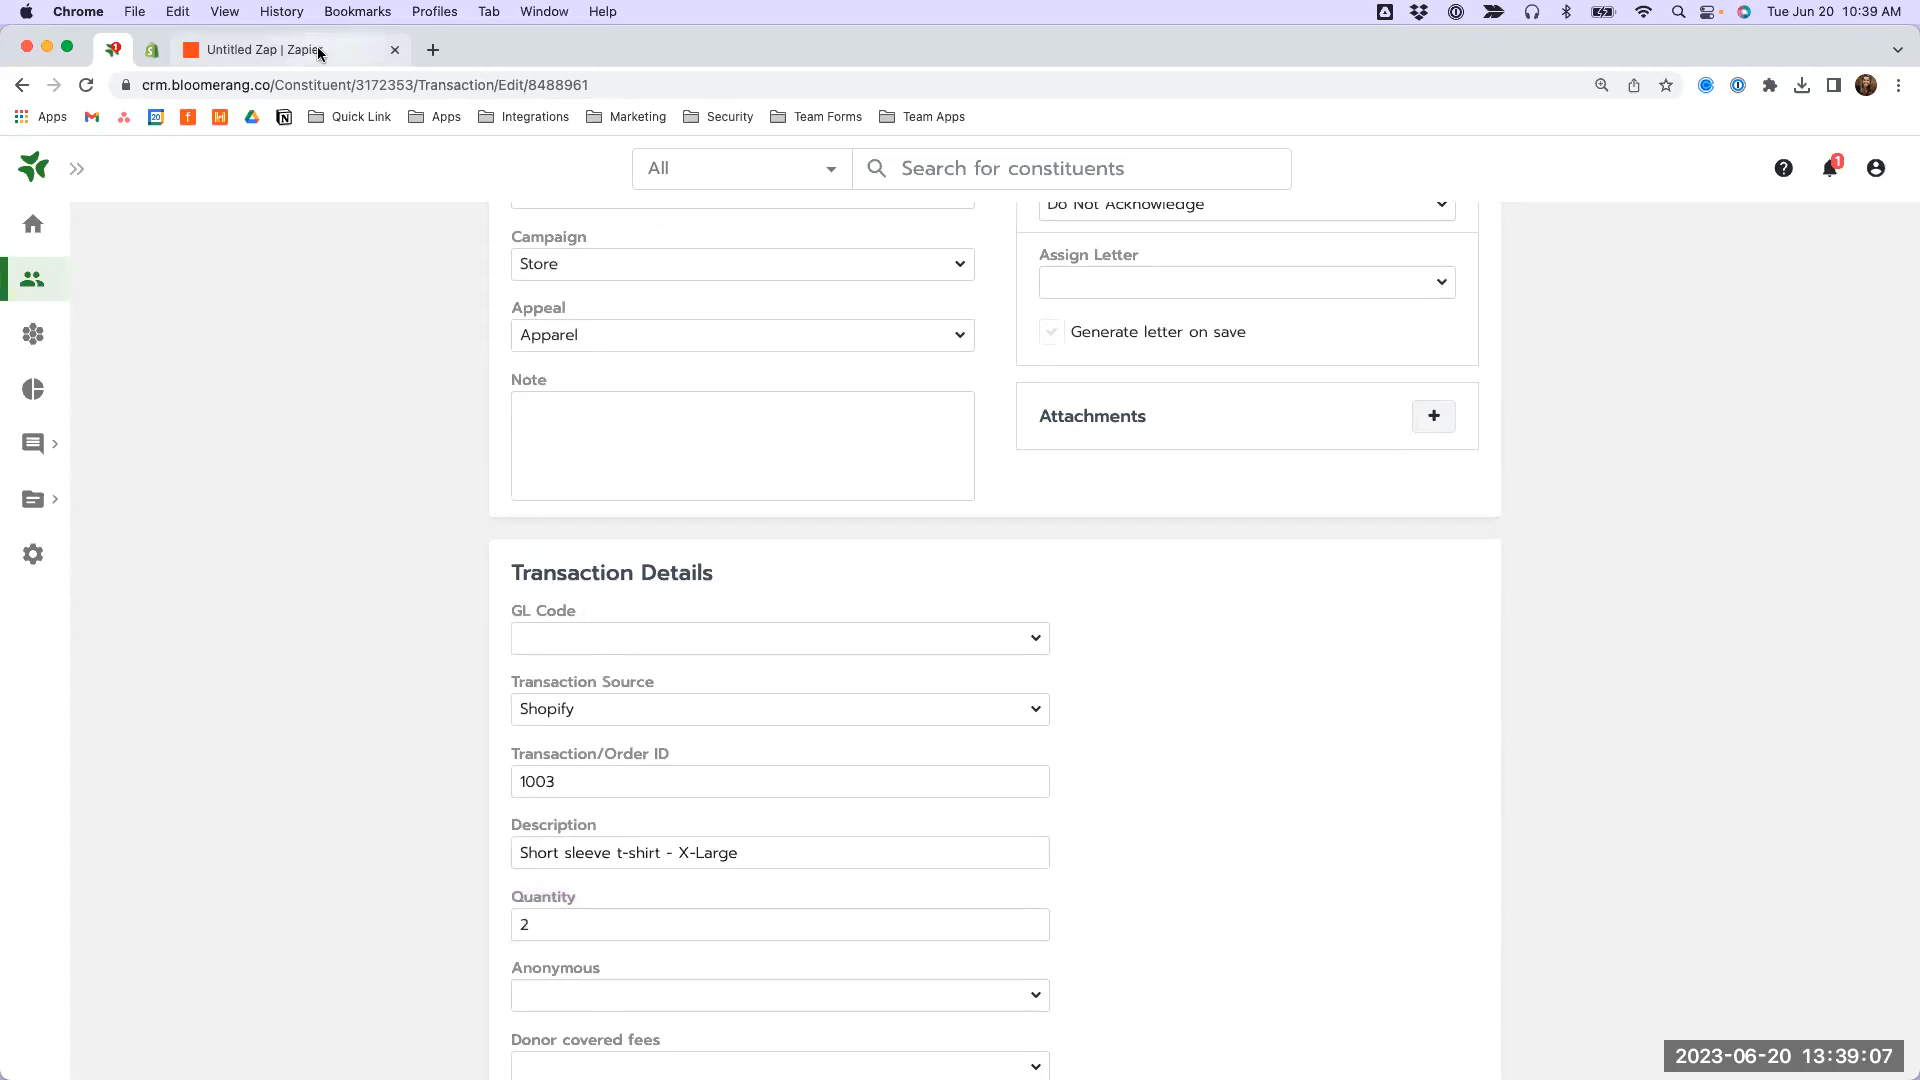 Chrome File Edit View History Bookmarks Profiles Tab Window Help Tue Jun 20 10:39 AM
Untitled Zap | Zapier
crm.bloomerang.co/Constituent/3172353/Transaction/Edit/8488961
Apps Quick Link Apps Integrations Marketing Security Team Forms Team Apps
All Search for constituents 1
Do Not Acknowledge
Campaign
Store
Assign Letter
Appeal
Apparel
Generate letter on save
Note
Attachments
Transaction Details
GL Code
Transaction Source
Shopify
Transaction/Order ID
1003
Description
Short sleeve t-shirt - X-Large
Quantity
2
Anonymous
Donor covered fees
2023-06-20 13:39:07